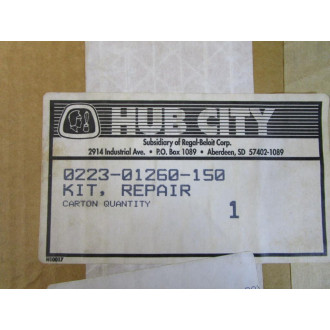 HUB CITY
Subsidiary of Regal-Beloit Corp.
2914 Industrial Ave. • P.O. Box 1089 • Aberdeen, SD 57402-1089
0223-01260-150
KIT, REPAIR
CARTON QUANTITY 1